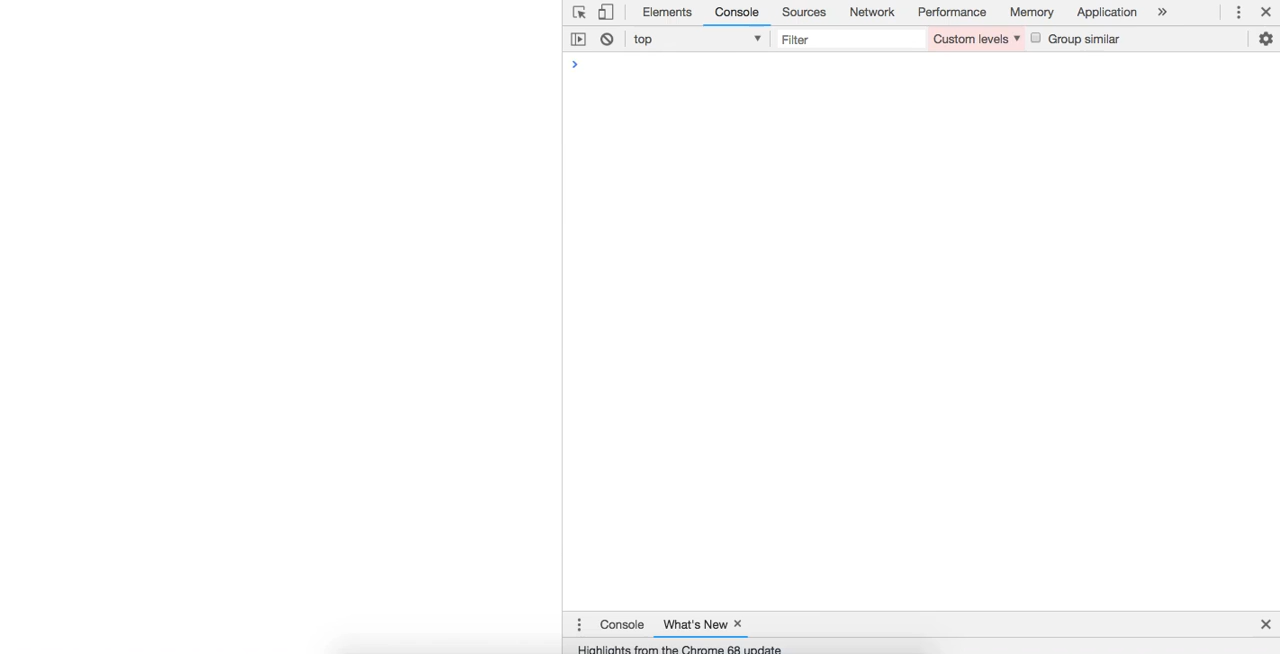 Elements Console Sources Network Performance Memory Application »
top Filter Custom levels Group similar
Console What's New
Highlights from the Chrome 68 update